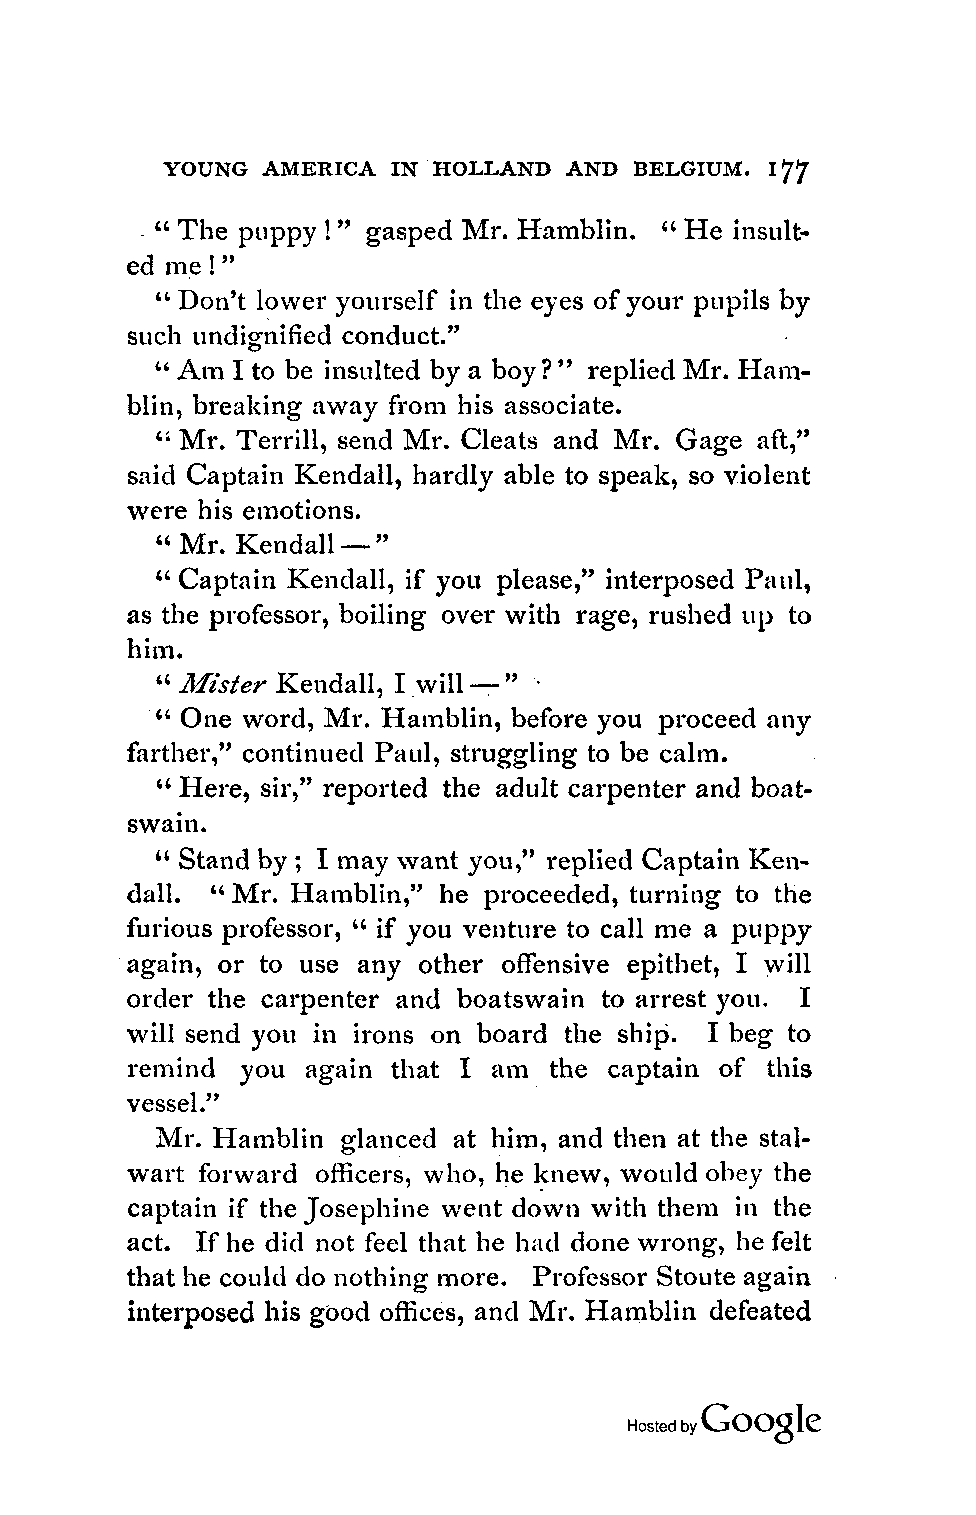 YOUNG AMERICA IN HOLLAND AND BELGIUM. 177
“ The puppy ! ” gasped Mr. Hamblin. “ He insult-
ed me ! ”
“ Don't lower yourself in the eyes of your pupils by
such undignified conduct.”
“ Am I to be insulted by a boy ? ” replied Mr. Ham-
blin, breaking away from his associate.
“ Mr. Terrill, send Mr. Cleats and Mr. Gage aft,”
said Captain Kendall, hardly able to speak, so violent
were his emotions.
“ Mr. Kendall — ”
“ Captain Kendall, if you please,” interposed Paul,
as the professor, boiling over with rage, rushed up to
him.
“ Mister Kendall, I will — ”
“ One word, Mr. Hamblin, before you proceed any
farther,” continued Paul, struggling to be calm.
“ Here, sir,” reported the adult carpenter and boat-
swain.
“ Stand by ; I may want you,” replied Captain Ken-
dall. “ Mr. Hamblin,” he proceeded, turning to the
furious professor, “ if you venture to call me a puppy
again, or to use any other offensive epithet, I will
order the carpenter and boatswain to arrest you. I
will send you in irons on board the ship. I beg to
remind you again that I am the captain of this
vessel.”
Mr. Hamblin glanced at him, and then at the stal-
wart forward officers, who, he knew, would obey the
captain if the Josephine went down with them in the
act. If he did not feel that he had done wrong, he felt
that he could do nothing more. Professor Stoute again
interposed his good offices, and Mr. Hamblin defeated
Hosted by Google